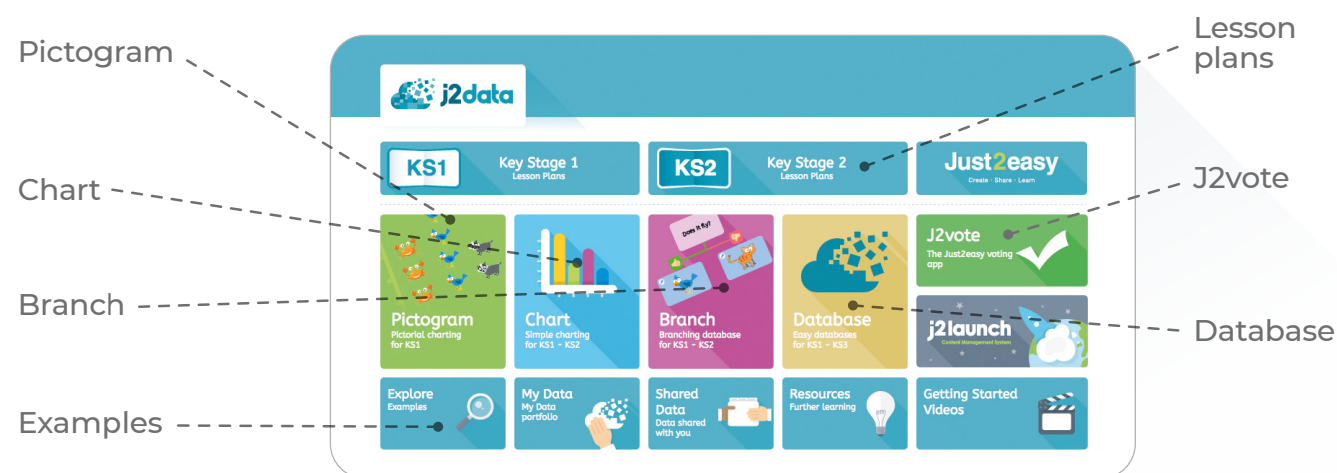 Pictogram
Chart
Branch
Examples
Lesson
plans
J2vote
Database
j2data
KS1
Key Stage 1
Lesson Plans
KS2
Key Stage 2
Lesson Plans
Just2easy
Create · Share · Learn
Pictogram
Pictorial charting
for KS1
Chart
Simple charting
for KS1 - KS2
Does it fly?
Branch
Branching database
for KS1 - KS2
Database
Easy databases
for KS1 - KS3
J2vote
The Just2easy voting
app
j2launch
Content Management System
Explore
Examples
My Data
My Data
portfolio
Shared
Data
Data shared
with you
Resources
Further learning
Getting Started
Videos